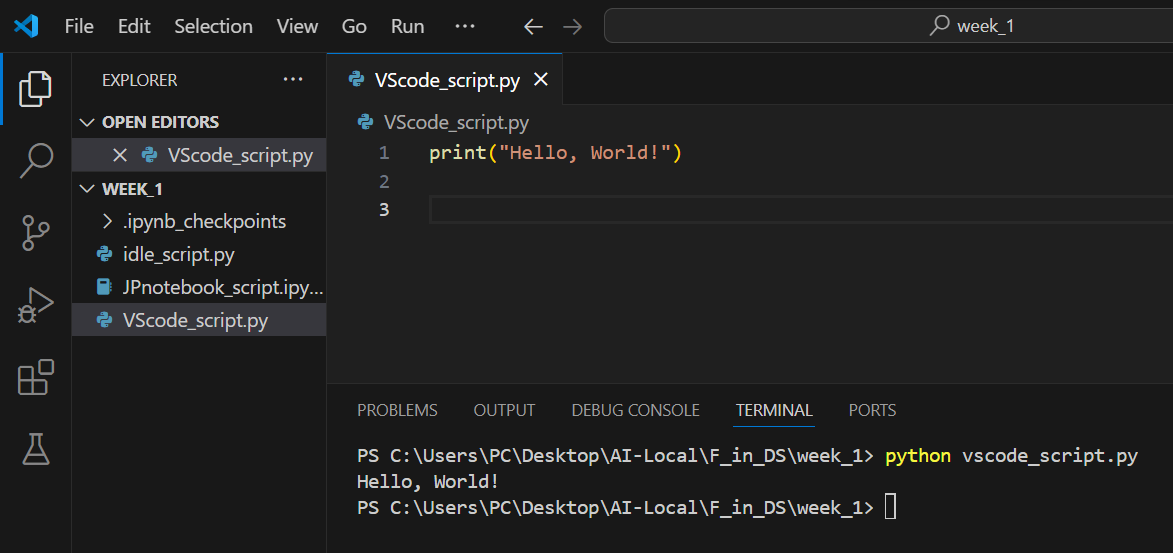 File Edit Selection View Go Run ··· week_1
EXPLORER ···
OPEN EDITORS
VScode_script.py
WEEK_1
.ipynb_checkpoints
idle_script.py
JPnotebook_script.ipy...
VScode_script.py
VScode_script.py
VScode_script.py
1 print("Hello, World!")
2
3
PROBLEMS OUTPUT DEBUG CONSOLE TERMINAL PORTS
PS C:\Users\PC\Desktop\AI-Local\F_in_DS\week_1> python vscode_script.py
Hello, World!
PS C:\Users\PC\Desktop\AI-Local\F_in_DS\week_1>